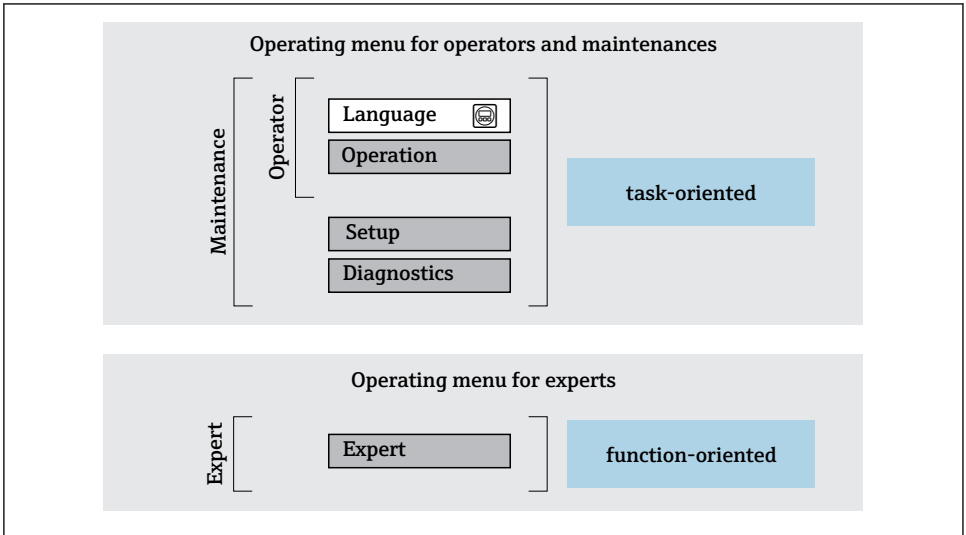 Operating menu for operators and maintenances
Maintenance
Operator
Language
Operation
Setup
Diagnostics
task-oriented
Operating menu for experts
Expert
Expert
function-oriented